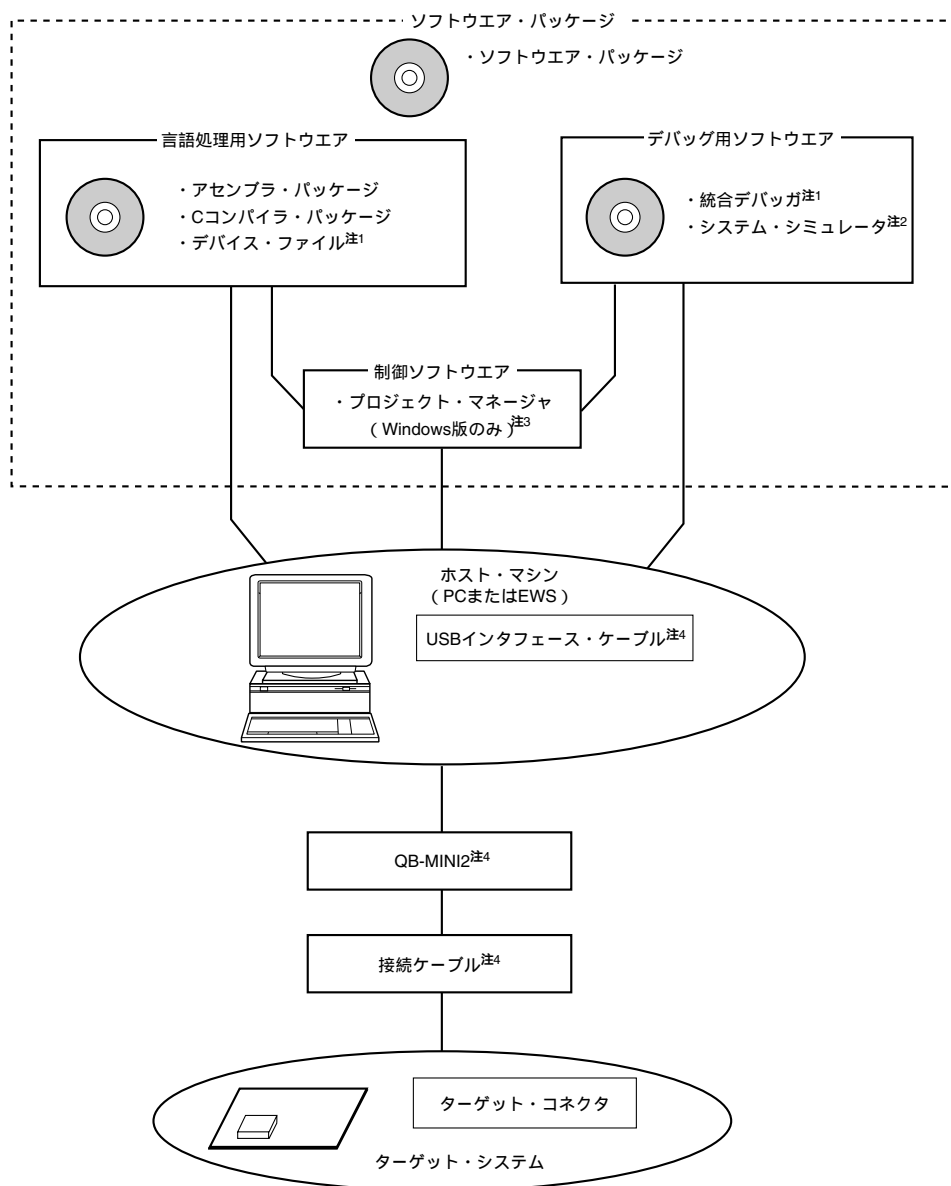 ソフトウエア・パッケージ
・ソフトウエア・パッケージ
言語処理用ソフトウエア
・アセンブラ・パッケージ
・Cコンパイラ・パッケージ
・デバイス・ファイル注1
デバッグ用ソフトウエア
・統合デバッガ注1
・システム・シミュレータ注2
制御ソフトウエア
・プロジェクト・マネージャ
(Windows版のみ)注3
ホスト・マシン
(PCまたはEWS)
USBインタフェース・ケーブル注4
QB-MINI2注4
接続ケーブル注4
ターゲット・コネクタ
ターゲット・システム